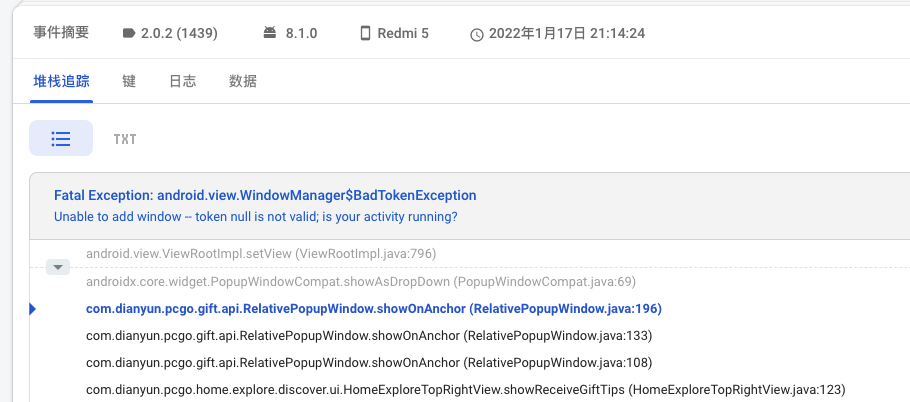 事件摘要 2.0.2 (1439) 8.1.0 Redmi 5 2022年1月17日 21:14:24
堆栈追踪 键 日志 数据
TXT
Fatal Exception: android.view.WindowManager$BadTokenException
Unable to add window -- token null is not valid; is your activity running?
android.view.ViewRootImpl.setView (ViewRootImpl.java:796)
androidx.core.widget.PopupWindowCompat.showAsDropDown (PopupWindowCompat.java:69)
com.dianyun.pcgo.gift.api.RelativePopupWindow.showOnAnchor (RelativePopupWindow.java:196)
com.dianyun.pcgo.gift.api.RelativePopupWindow.showOnAnchor (RelativePopupWindow.java:133)
com.dianyun.pcgo.gift.api.RelativePopupWindow.showOnAnchor (RelativePopupWindow.java:108)
com.dianyun.pcgo.home.explore.discover.ui.HomeExploreTopRightView.showReceiveGiftTips (HomeExploreTopRightView.java:123)